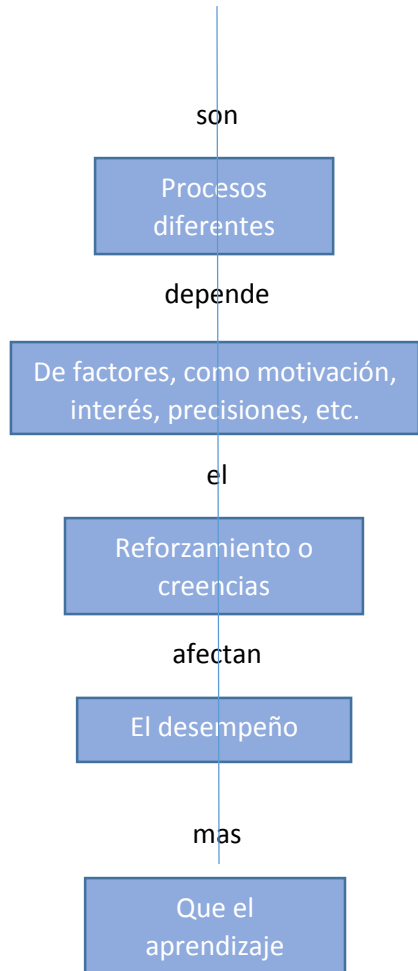 son
Procesos
diferentes
depende
De factores, como motivación,
interés, precisiones, etc.
el
Reforzamiento o
creencias
afectan
El desempeño
mas
Que el
aprendizaje